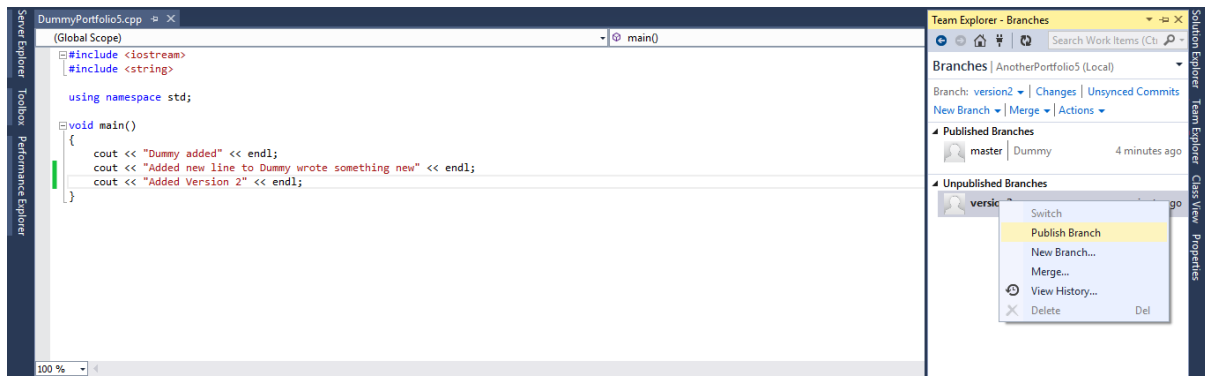 Server Explorer
Toolbox
Performance Explorer
DummyPortfolio5.cpp
(Global Scope)
main()
#include <iostream>
#include <string>
using namespace std;
void main()
{
cout << "Dummy added" << endl;
cout << "Added new line to Dummy wrote something new" << endl;
cout << "Added Version 2" << endl;
}
100 %
Team Explorer - Branches
Search Work Items (Ct
Branches | AnotherPortfolio5 (Local)
Branch: version2 | Changes | Unsynced Commits
New Branch | Merge | Actions
Published Branches
master | Dummy 4 minutes ago
Unpublished Branches
versio go
Switch
Publish Branch
New Branch...
Merge...
View History...
Delete Del
Solution Explorer
Team Explorer
Class View
Properties